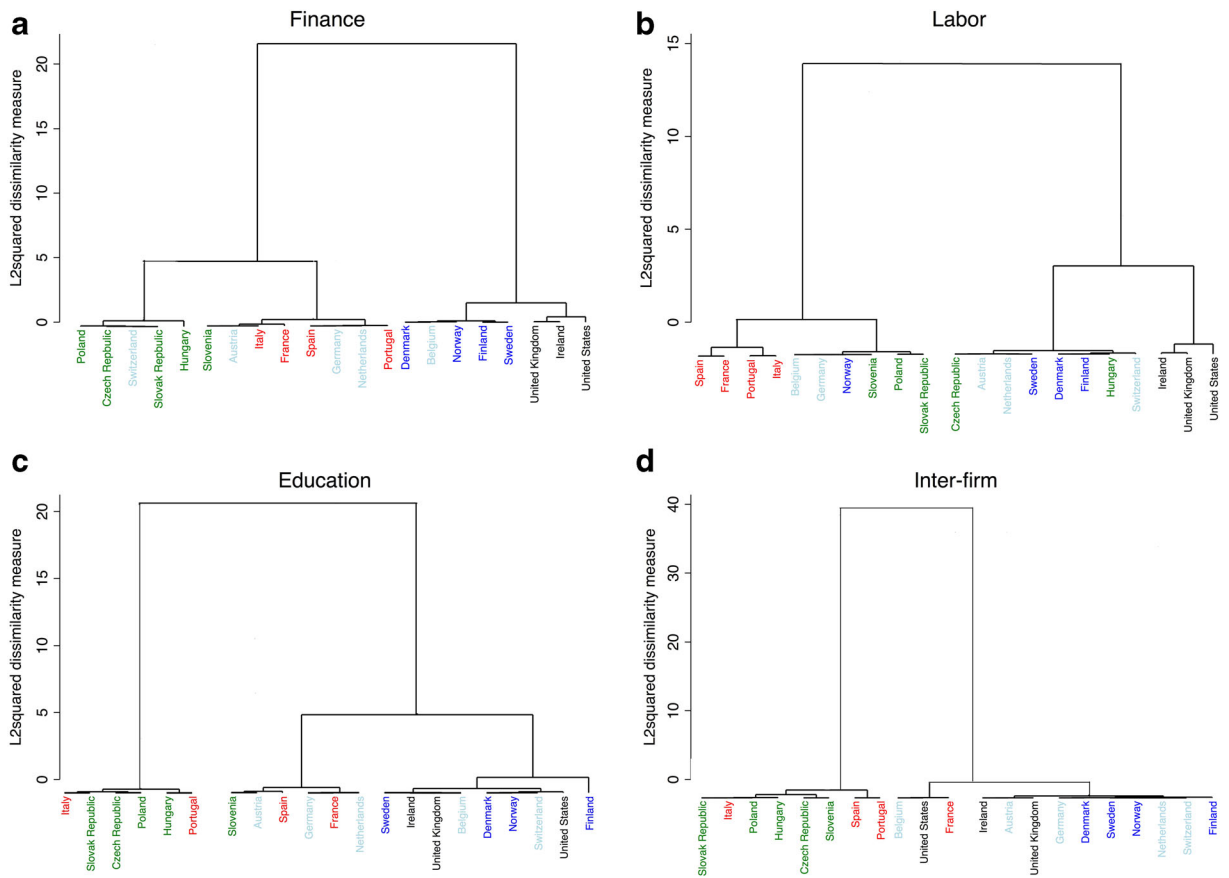 a
Finance
L2squared dissimilarity measure
20
15
10
5
0
Poland
Czech Repbulic
Switzerland
Slovak Repbulic
Hungary
Slovenia
Austria
Italy
France
Spain
Germany
Netherlands
Portugal
Denmark
Belgium
Norway
Finland
Sweden
United Kingdom
Ireland
United States
b
Labor
L2squared dissimilarity measure
15
10
5
0
Spain
France
Portugal
Italy
Belgium
Germany
Norway
Slovenia
Poland
Slovak Republic
Czech Republic
Austria
Netherlands
Sweden
Denmark
Finland
Hungary
Switzerland
Ireland
United Kingdom
United States
c
Education
L2squared dissimilarity measure
20
15
10
5
0
Italy
Slovak Republic
Czech Republic
Poland
Hungary
Portugal
Slovenia
Austria
Spain
Germany
France
Netherlands
Sweden
Ireland
United Kingdom
Belgium
Denmark
Norway
Switzerland
United States
Finland
d
Inter-firm
L2squared dissimilarity measure
40
30
20
10
0
Slovak Republic
Italy
Poland
Hungary
Czech Republic
Slovenia
Spain
Portugal
Belgium
United States
France
Ireland
Austria
United Kingdom
Germany
Denmark
Sweden
Norway
Netherlands
Switzerland
Finland